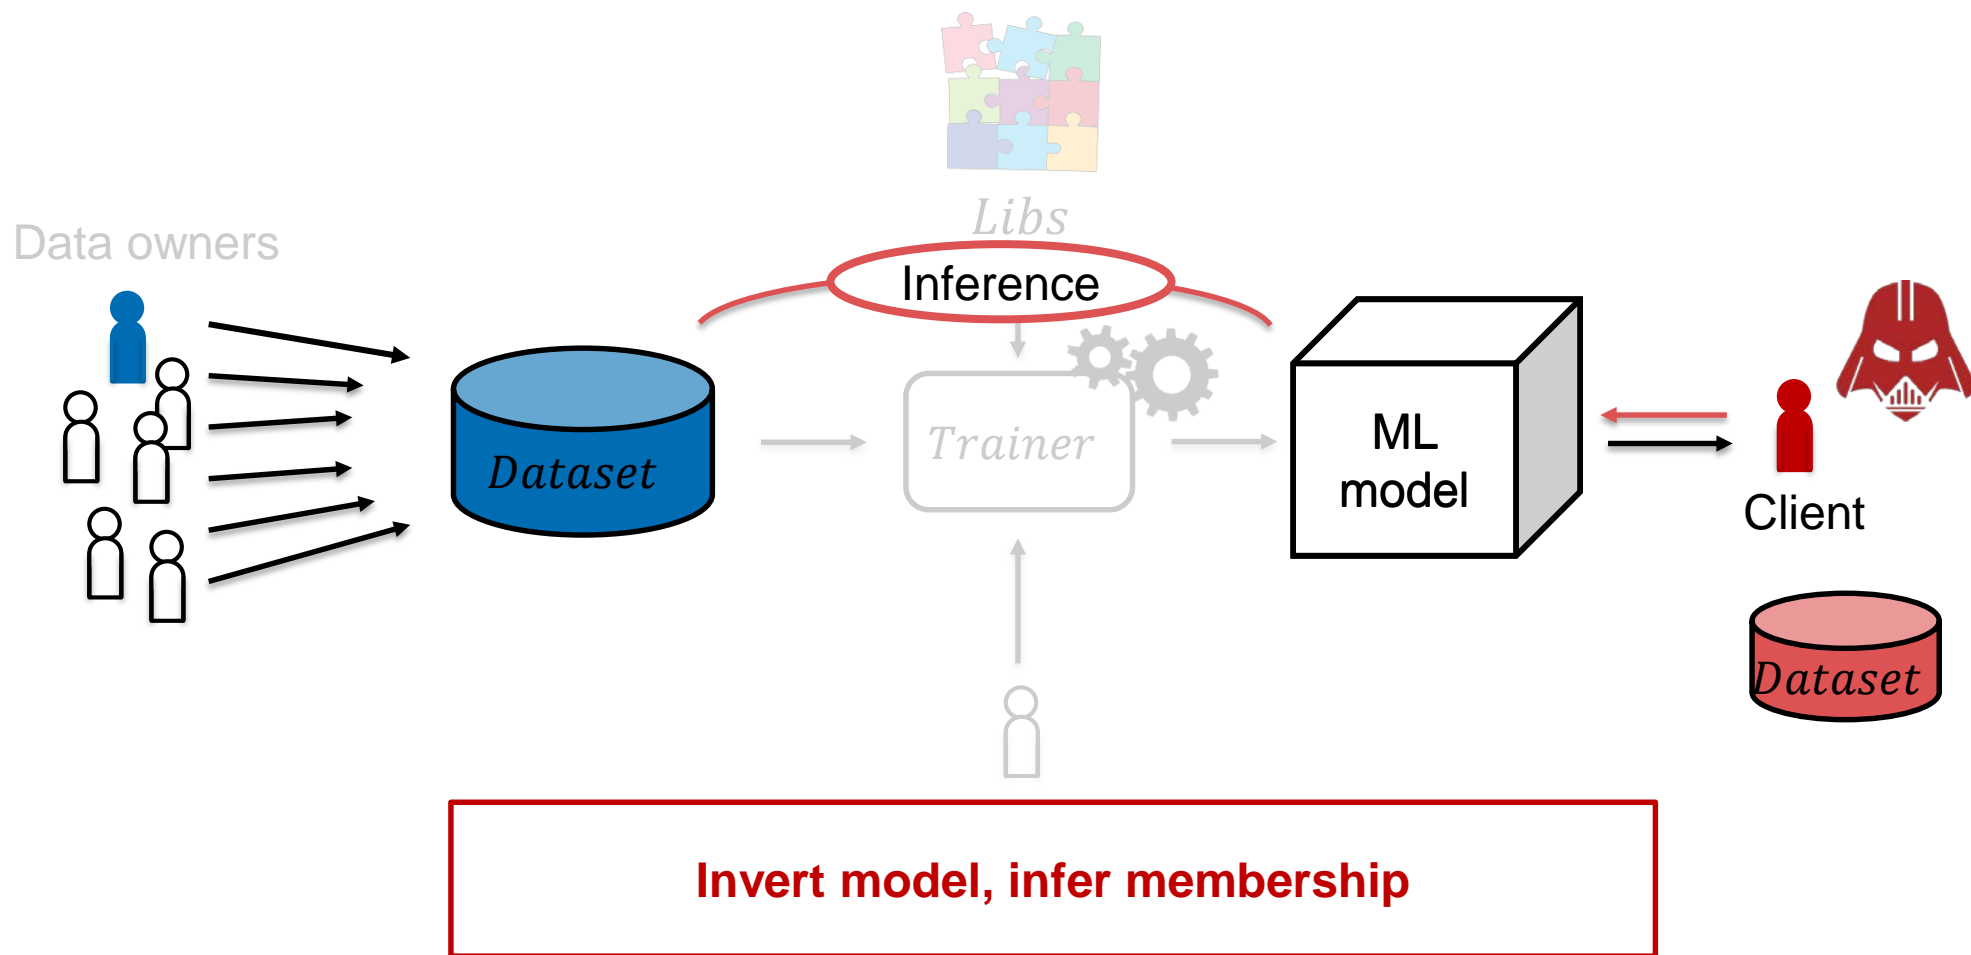 Libs
Data owners
Inference
Trainer
Dataset
ML
model
Client
Dataset
Invert model, infer membership